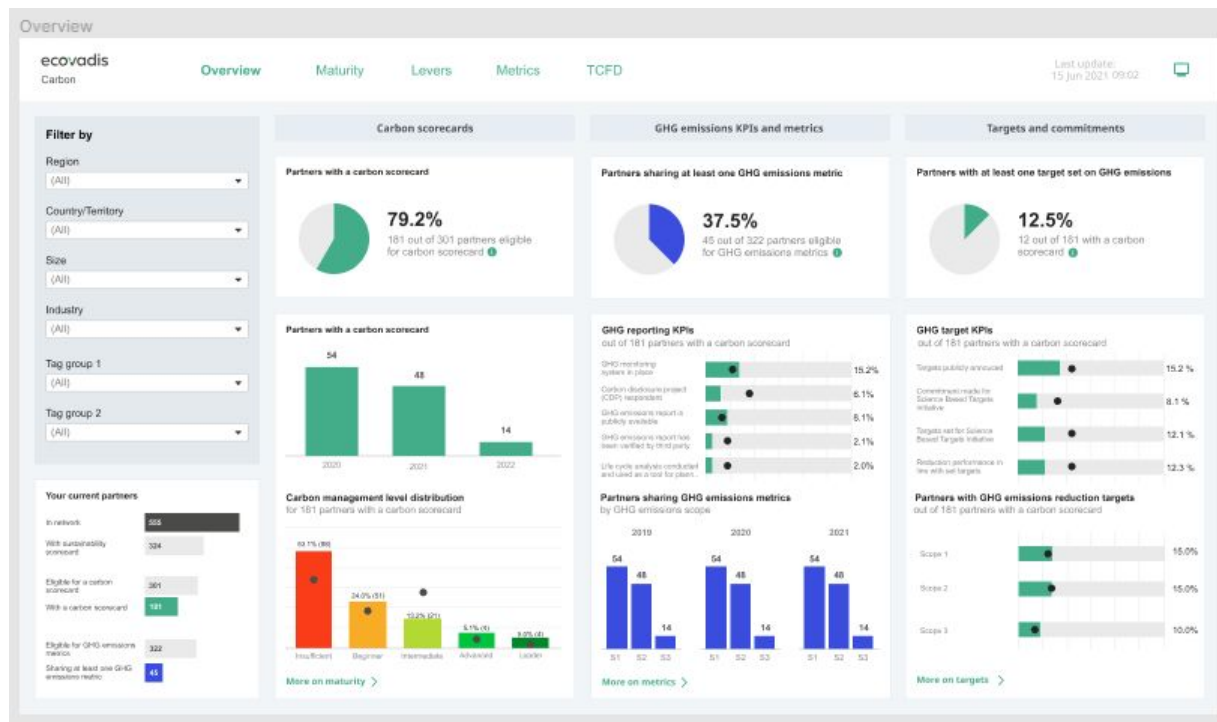 Overview
ecovadis
Carbon
Overview
Maturity
Levers
Metrics
TCFD
Last update:
15 Jun 2021 09:02
Filter by
Region
(All)
Country/Territory
(All)
Size
(All)
Industry
(All)
Tag group 1
(All)
Tag group 2
(All)
Your current partners
In network
555
With sustainability
scorecard
324
Eligible for a carbon
scorecard
301
With a carbon scorecard
181
Eligible for GHG emissions
metrics
322
Sharing at least one GHG
emissions metric
45
Carbon scorecards
Partners with a carbon scorecard
79.2%
181 out of 301 partners eligible
for carbon scorecard
Partners with a carbon scorecard
54
48
14
2020
2021
2022
Carbon management level distribution
for 181 partners with a carbon scorecard
24.0% (51)
13.2% (21)
5.1% (4)
Insufficient
Beginner
Intermediate
Advanced
Leader
More on maturity >
GHG emissions KPIs and metrics
Partners sharing at least one GHG emissions metric
37.5%
45 out of 322 partners eligible
for GHG emissions metrics
GHG reporting KPIs
out of 181 partners with a carbon scorecard
GHG monitoring
system in place
15.2%
Carbon disclosure project
(CDP) respondent
6.1%
GHG emissions report is
publicly available
GHG emissions report has
been verified by third party
2.1%
Life cycle analysis conducted
and used as a tool for
2.0%
Partners sharing GHG emissions metrics
by GHG emissions scope
2019
2020
2021
54
48
14
54
48
14
54
48
14
S1
S2
S3
S1
S2
S3
S1
S2
S3
More on metrics >
Targets and commitments
Partners with at least one target set on GHG emissions
12.5%
12 out of 181 with a carbon
scorecard
GHG target KPIs
out of 181 partners with a carbon scorecard
Targets publicly
15.2 %
Commitment made for
Science Based Targets
initiative
8.1 %
Targets set for Science
Based Targets initiative
12.1 %
Reduction performance in
line with set targets
12.3 %
Partners with GHG emissions reduction targets
out of 181 partners with a carbon scorecard
Scope 1
15.0%
Scope 2
15.0%
Scope 3
10.0%
More on targets >